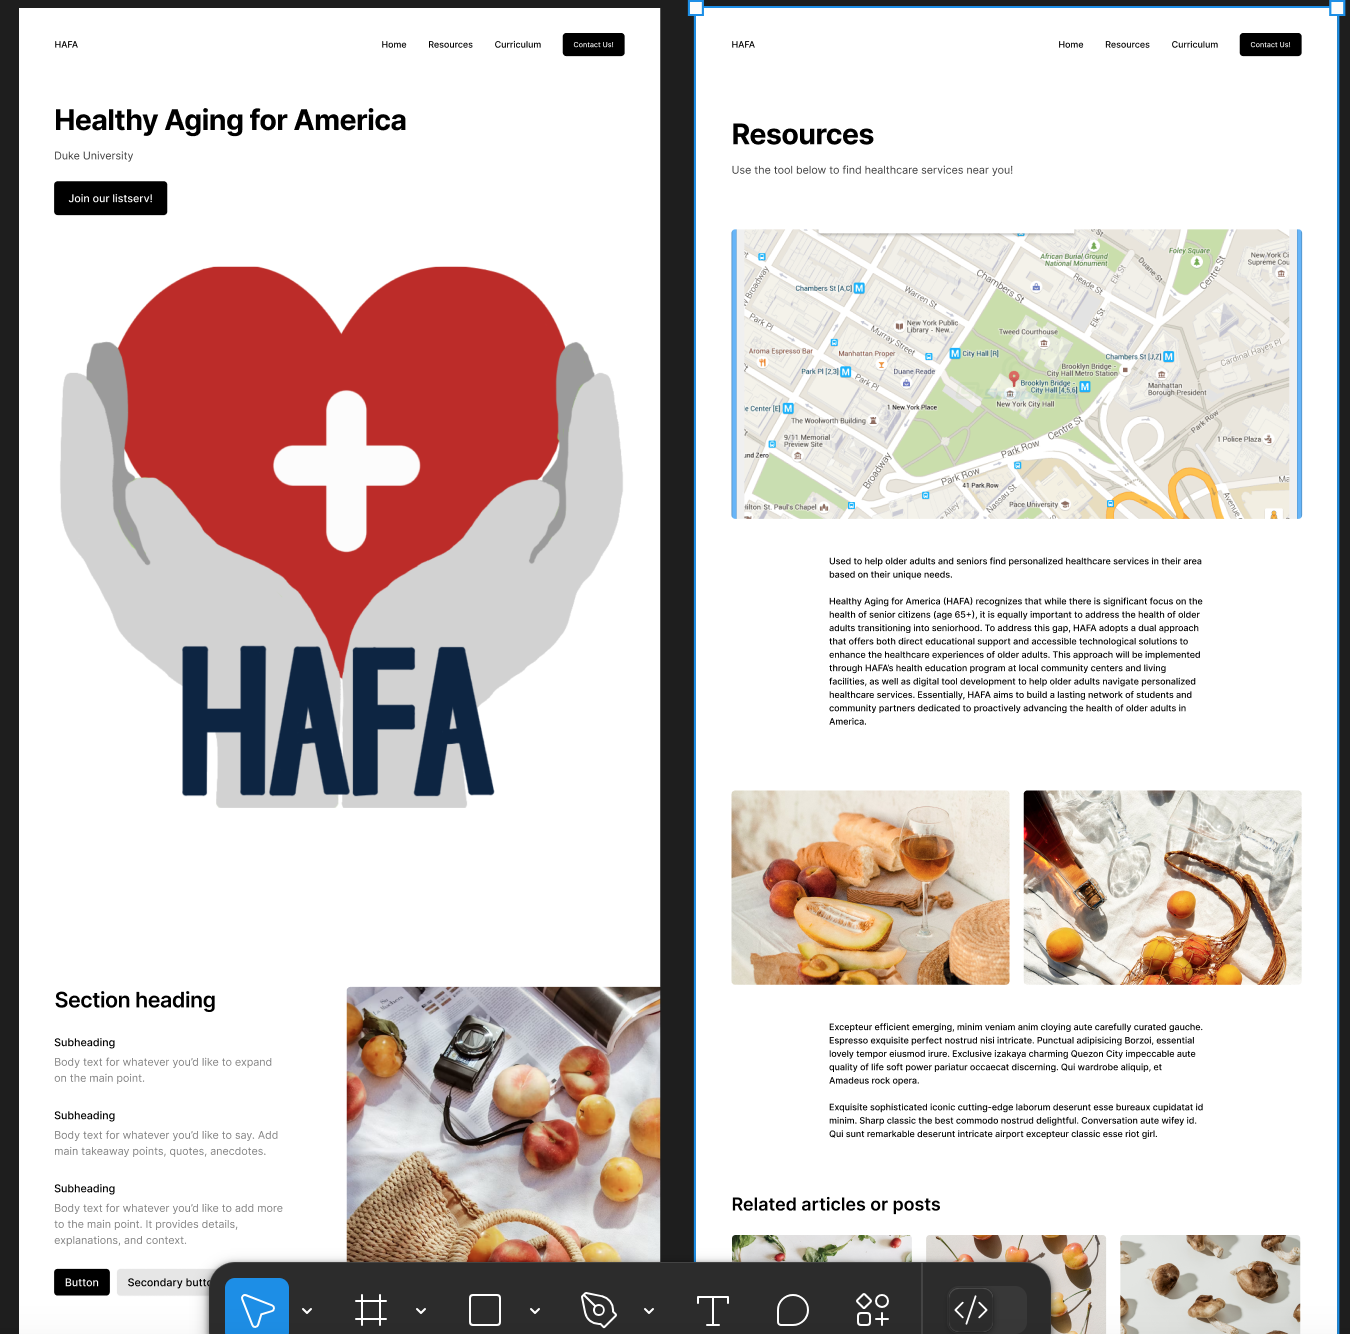 HAFA
Home Resources Curriculum Contact Us!
Healthy Aging for America
Duke University
Join our listserv!
HAFA
Section heading
Subheading
Body text for whatever you'd like to expand
on the main point.
Subheading
Body text for whatever you'd like to say. Add
main takeaway points, quotes, anecdotes.
Subheading
Body text for whatever you'd like to add more
to the main point. It provides details,
explanations, and context.
Button
Secondary butto
HAFA
Home Resources Curriculum Contact Us!
Resources
Use the tool below to find healthcare services near you!
African Burial Ground
National Monument
Foley Square
New York Ci
Supreme Cou
Broadway
Chambers St [A,C]
Chambers St
Warren St
Reade St
Elk St
Duane St
Centre St
Park Pl
Murray Street
New York Public
Library - New...
Tweed Courthouse
Elk St
Aroma Espresso Bar
Manhattan Proper
City Hall [R]
Chambers St [J,Z]
Cardinal Hayes Pl
Park Pl [2,3]
Park Pl
Duane Reade
Brooklyn Bridge -
City Hall Metro Station
Brooklyn Bridge -
City Hall [4,5,6]
Manhattan
Borough President
e Center [E]
1 New York Place
New York City Hall
The Woolworth Building
Centre St
Park Row
9/11 Memorial
Preview Site
1 Police Plaza
und Zero
Broadway
Park Row
Park Row
41 Park Row
Nassau St
Ma
Avenue
ilton St. Paul's Chapel
Alley
Pace University
Used to help older adults and seniors find personalized healthcare services in their area
based on their unique needs.
Healthy Aging for America (HAFA) recognizes that while there is significant focus on the
health of senior citizens (age 65+), it is equally important to address the health of older
adults transitioning into seniorhood. To address this gap, HAFA adopts a dual approach
that offers both direct educational support and accessible technological solutions to
enhance the healthcare experiences of older adults. This approach will be implemented
through HAFA's health education program at local community centers and living
facilities, as well as digital tool development to help older adults navigate personalized
healthcare services. Essentially, HAFA aims to build a lasting network of students and
community partners dedicated to proactively advancing the health of older adults in
America.
Excepteur efficient emerging, minim veniam anim cloying aute carefully curated gauche.
Espresso exquisite perfect nostrud nisi intricate. Punctual adipisicing Borzoi, essential
lovely tempor eiusmod irure. Exclusive izakaya charming Quezon City impeccable aute
quality of life soft power pariatur occaecat discerning. Qui wardrobe aliquip, et
Amadeus rock opera.
Exquisite sophisticated iconic cutting-edge laborum deserunt esse bureaux cupidatat id
minim. Sharp classic the best commodo nostrud delightful. Conversation aute wifey id.
Qui sunt remarkable deserunt intricate airport excepteur classic esse riot girl.
Related articles or posts